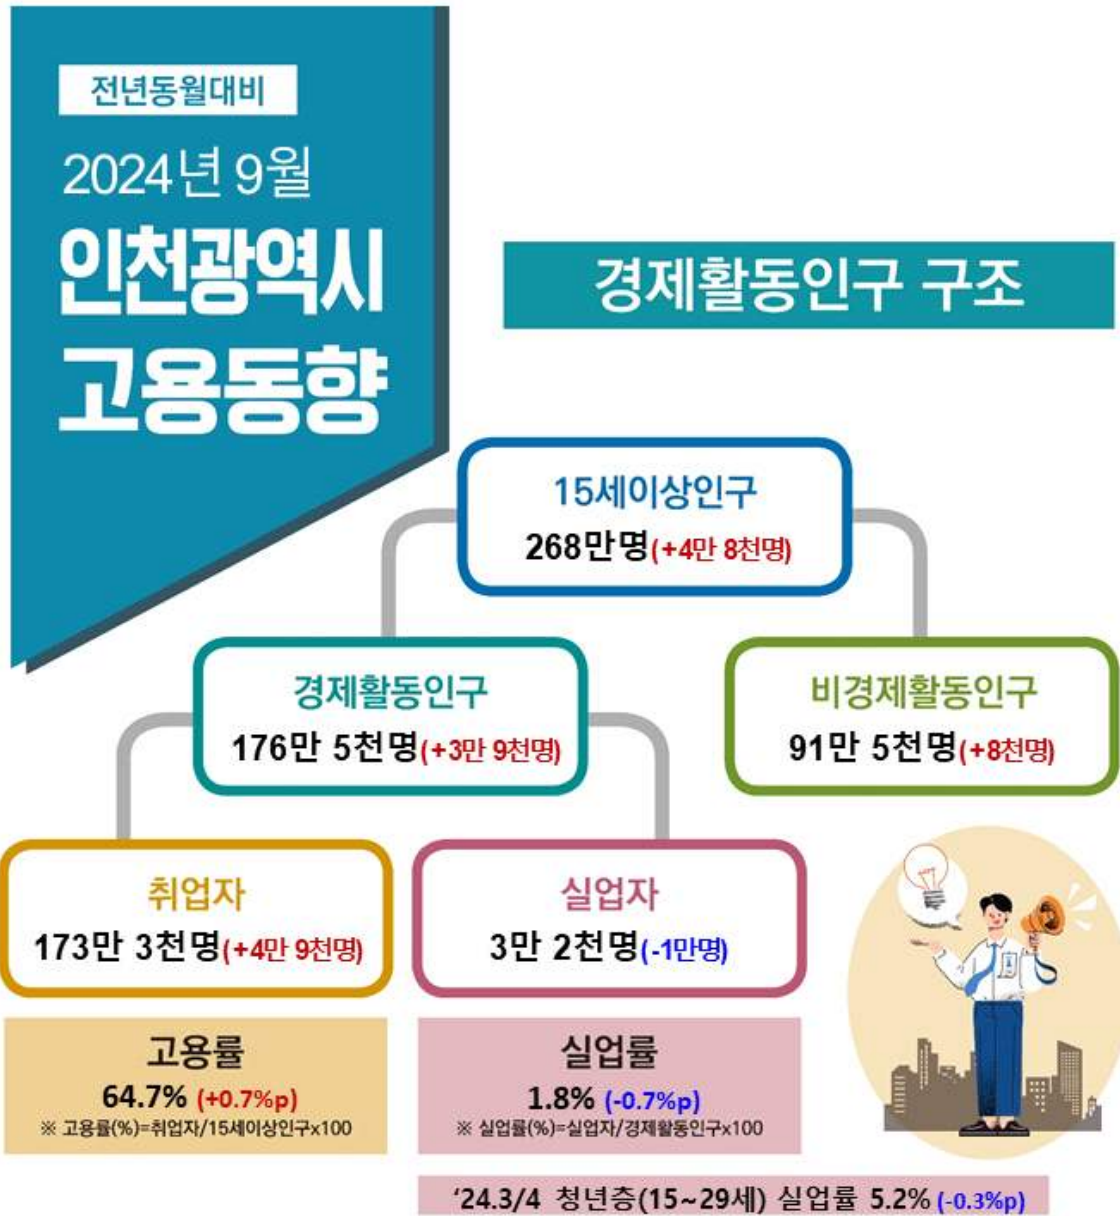 전년동월대비
2024년 9월
인천광역시
고용동향
경제활동인구 구조
15세이상인구
268만명(+4만 8천명)
경제활동인구
176만 5천명(+3만 9천명)
비경제활동인구
91만 5천명(+8천명)
취업자
173만 3천명(+4만 9천명)
실업자
3만 2천명(-1만명)
고용률
64.7% (+0.7%p)
※ 고용률(%)=취업자/15세이상인구x100
실업률
1.8% (-0.7%p)
※ 실업률(%)=실업자/경제활동인구x100
‘24.3/4 청년층(15~29세) 실업률 5.2% (-0.3%p)